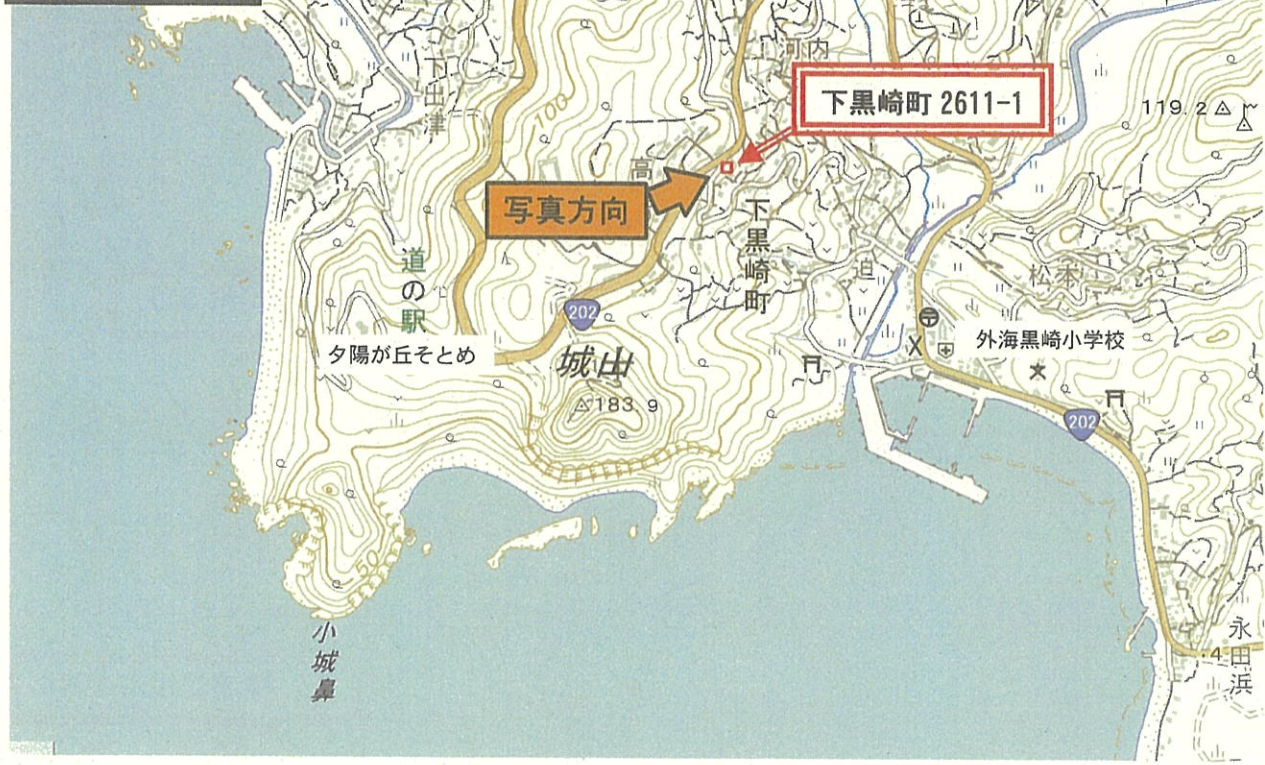 河内
下出津
下黒崎町 2611-1
119.2
100
高
写真方向
下黒崎町
迫
松本
道の駅
夕陽が丘そとめ
202
城山
183.9
外海黒崎小学校
202
50
小城鼻
永田浜
4